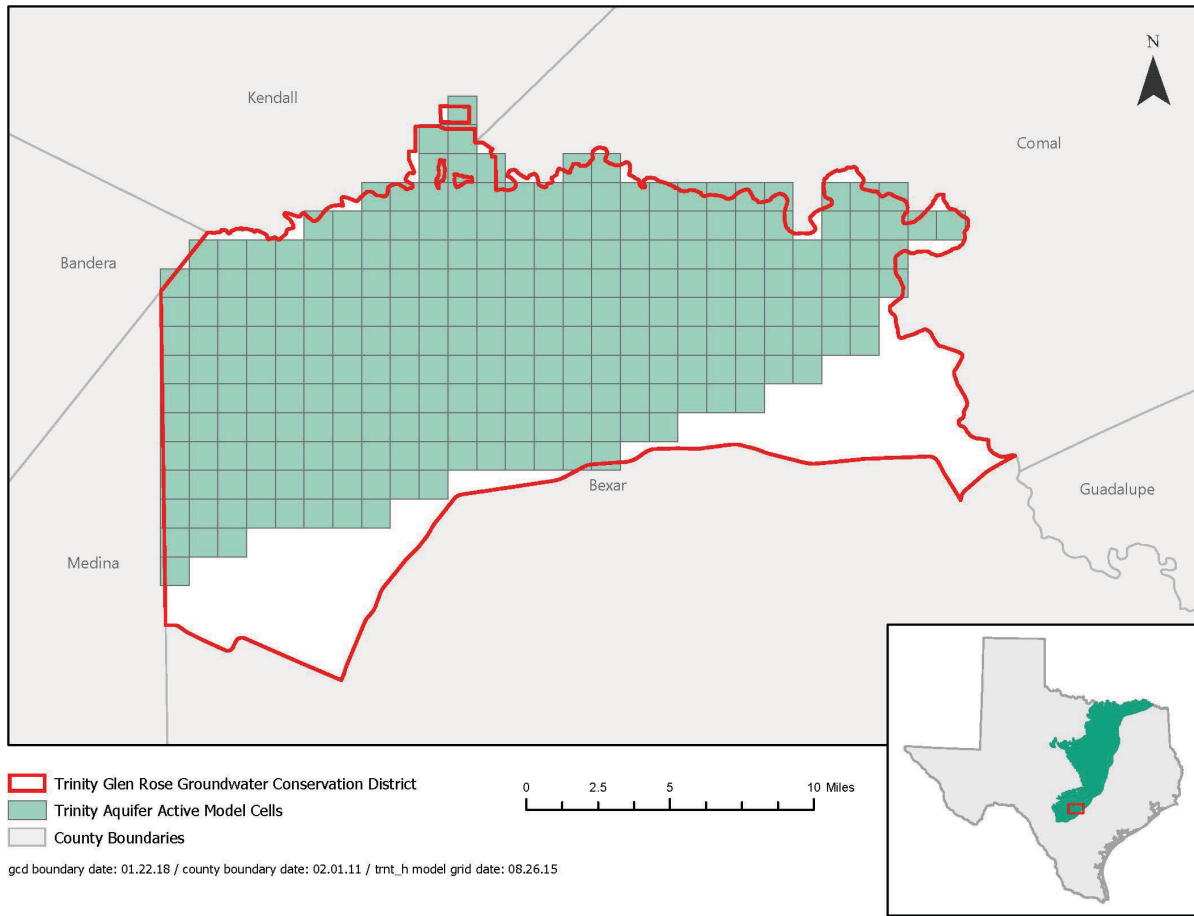 N
Kendall
Comal
Bandera
Bexar
Guadalupe
Medina
Trinity Glen Rose Groundwater Conservation District
Trinity Aquifer Active Model Cells
County Boundaries
0 2.5 5 10 Miles
gcd boundary date: 01.22.18 / county boundary date: 02.01.11 / trnt_h model grid date: 08.26.15